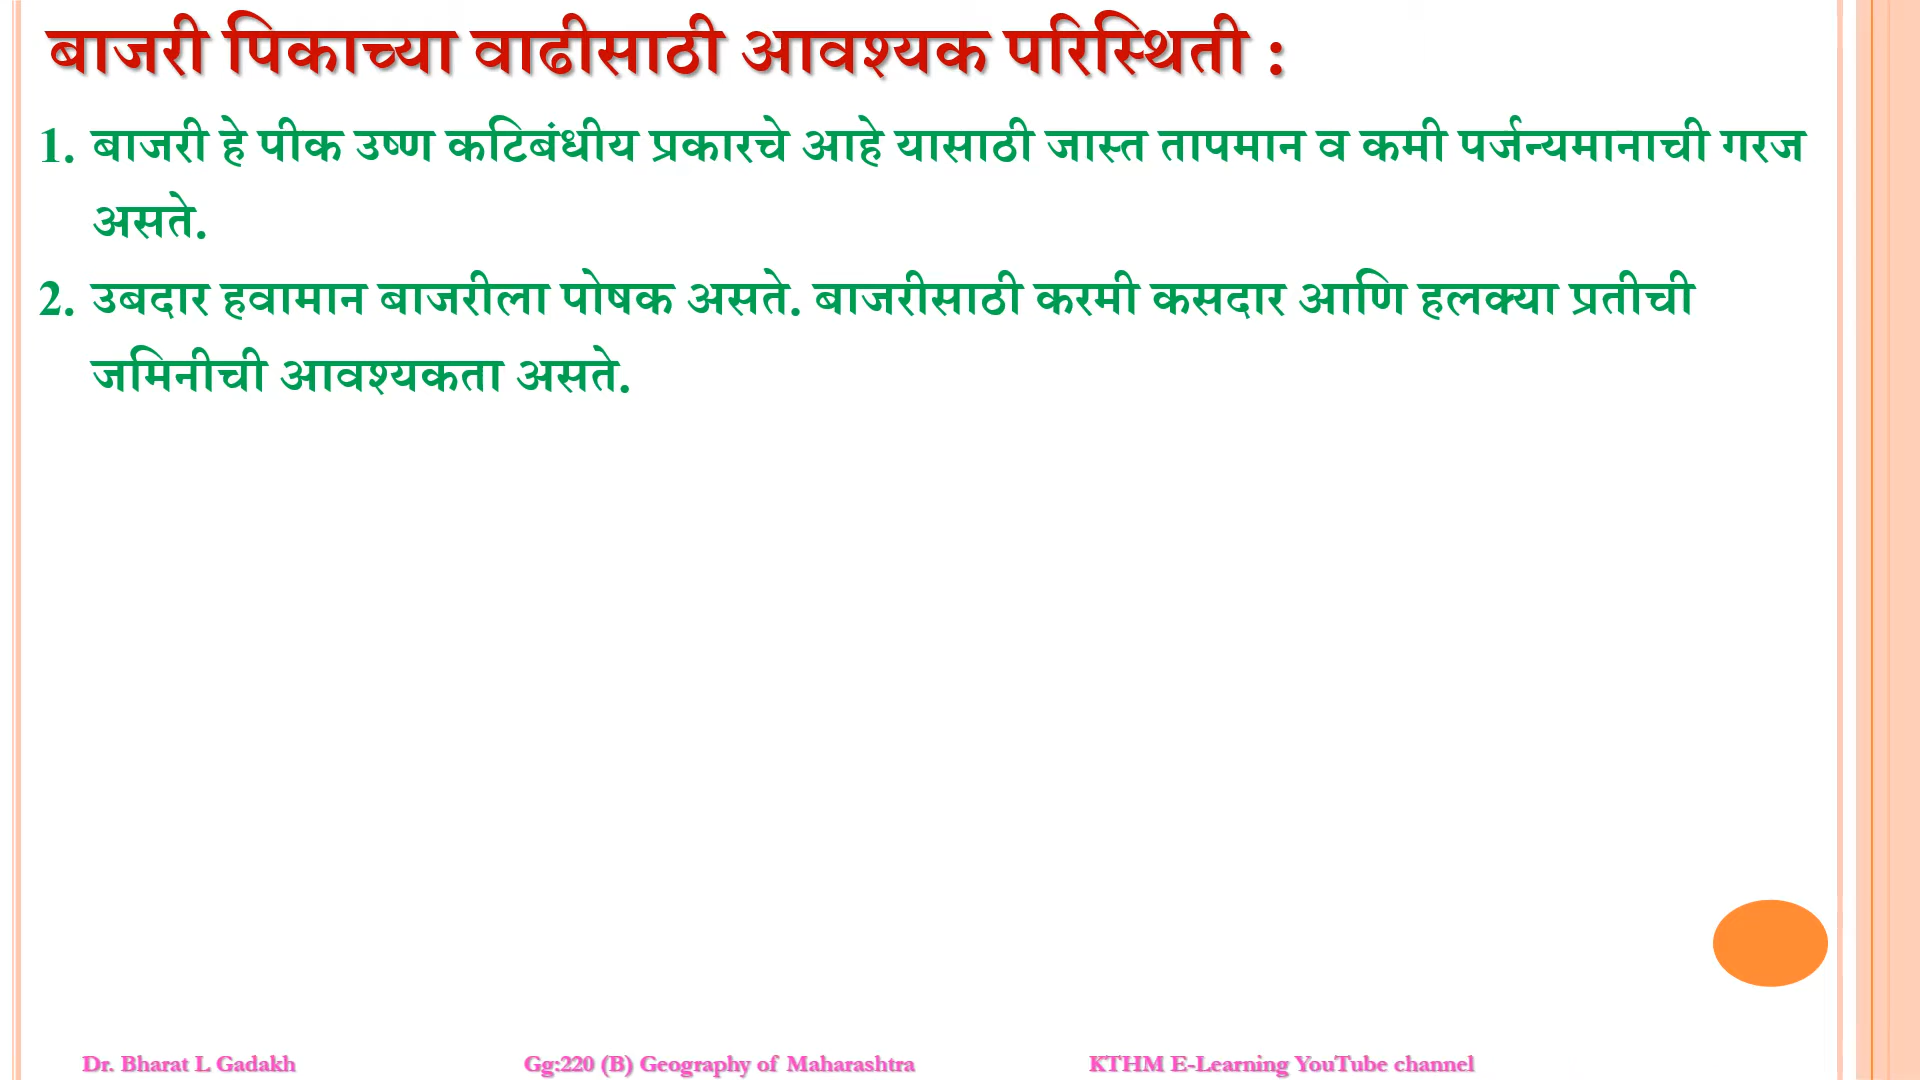 बाजरी पिकाच्या वाढीसाठी आवश्यक परिस्थिती :
1. बाजरी हे पीक उष्ण कटिबंधीय प्रकारचे आहे यासाठी जास्त तापमान व कमी पर्जन्यमानाची गरज
असते.
2. उबदार हवामान बाजरीला पोषक असते. बाजरीसाठी करमी कसदार आणि हलक्या प्रतीची
जमिनीची आवश्यकता असते.
Dr. Bharat L Gadakh Gg:220 (B) Geography of Maharashtra KTHM E-Learning YouTube channel